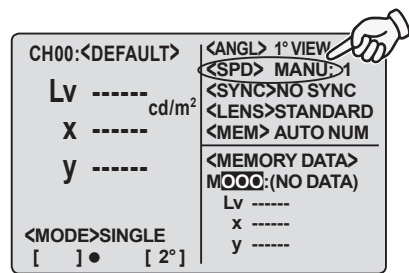 CH00:<DEFAULT>
Lv ------
cd/m²
x ------
y ------
<MODE>SINGLE
[ ]● [ 2°]
<ANGL> 1° VIEW
<SPD> MANU: 1
<SYNC>NO SYNC
<LENS>STANDARD
<MEM> AUTO NUM
<MEMORY DATA>
MOOO:(NO DATA)
Lv ------
x ------
y ------